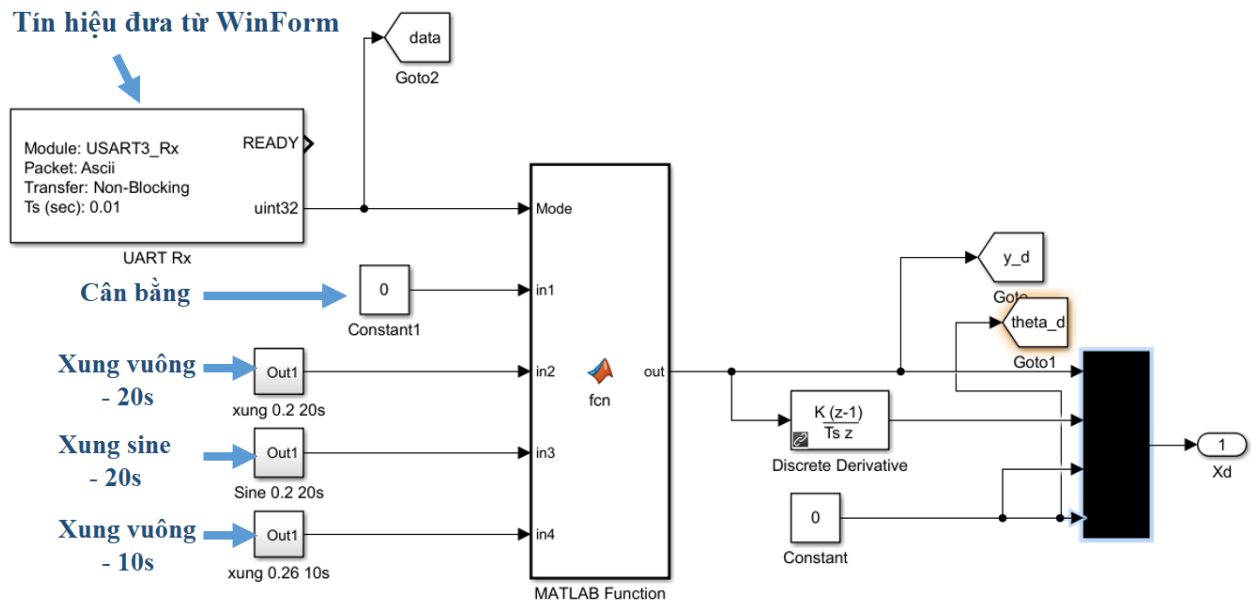 Tín hiệu đưa từ WinForm
data
Goto2
Module: USART3_Rx
Packet: Ascii
Transfer: Non-Blocking
Ts (sec): 0.01
READY
uint32
UART Rx
Mode
Cân bằng
0
Constant1
in1
Xung vuông
- 20s
Out1
xung 0.2 20s
in2
Xung sine
- 20s
Out1
Sine 0.2 20s
in3
Xung vuông
- 10s
Out1
xung 0.26 10s
in4
fcn
out
MATLAB Function
y_d
Goto
theta_d
Goto1
K (z-1)
Ts z
Discrete Derivative
0
Constant
1
Xd